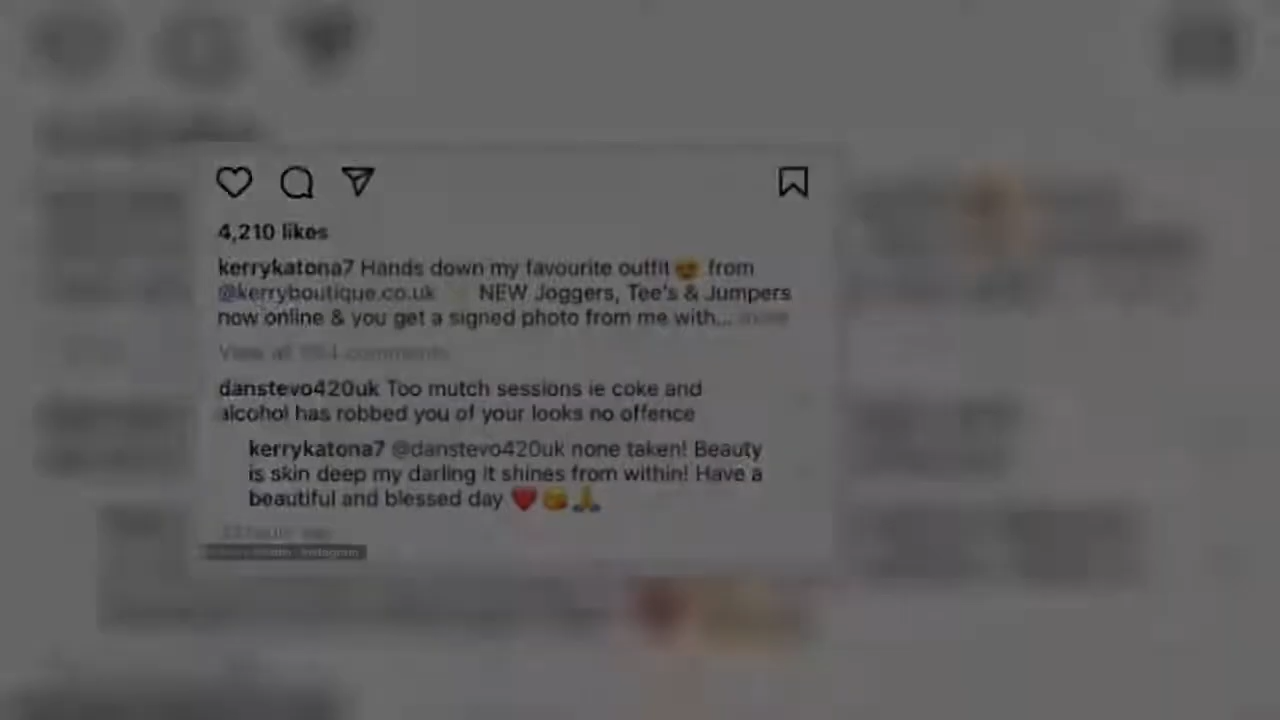 4,210 likes
kerrykatona7 Hands down my favourite outfit😍 from
@kerryboutique.co.uk NEW Joggers, Tee's & Jumpers
now online & you get a signed photo from me with... more
View all comments
danstevo420uk Too mutch sessions ie coke and
alcohol has robbed you of your looks no offence
kerrykatona7 @danstevo420uk none taken! Beauty
is skin deep my darling it shines from within! Have a
beautiful and blessed day ❤️😘🙏
Instagram